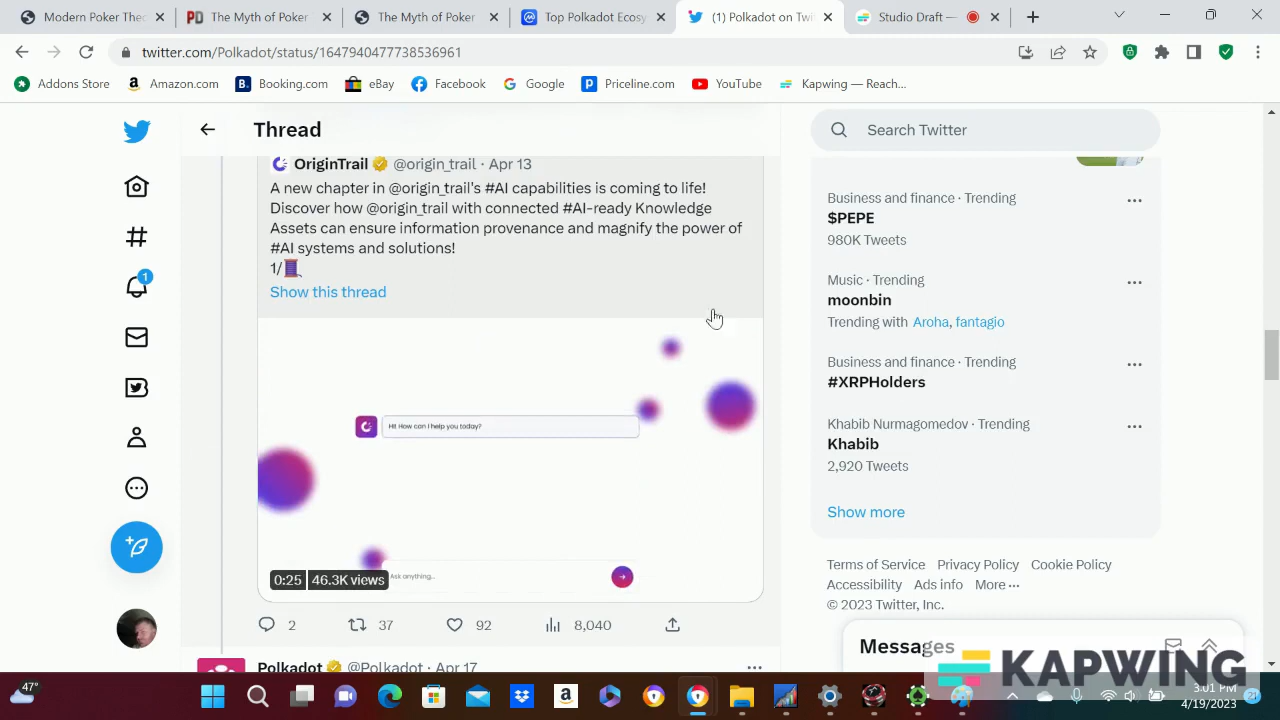 Modern Poker Theo
The Myth of Poker
The Myth of Poker
Top Polkadot Ecosy
(1) Polkadot on Twit
Studio Draft —
twitter.com/Polkadot/status/1647940477738536961
Addons Store
Amazon.com
Booking.com
eBay
Facebook
Google
Priceline.com
YouTube
Kapwing — Reach...
Thread
OriginTrail @origin_trail · Apr 13
A new chapter in @origin_trail's #AI capabilities is coming to life!
Discover how @origin_trail with connected #AI-ready Knowledge
Assets can ensure information provenance and magnify the power of
#AI systems and solutions!
1/
Show this thread
Hi! How can I help you today?
Ask anything...
0:25 46.3K views
2 37 92 8,040
Polkadot @Polkadot · Apr 17
Search Twitter
Business and finance · Trending
$PEPE
980K Tweets
Music · Trending
moonbin
Trending with Aroha, fantagio
Business and finance · Trending
#XRPHolders
Khabib Nurmagomedov · Trending
Khabib
2,920 Tweets
Show more
Terms of Service Privacy Policy Cookie Policy
Accessibility Ads info More ···
© 2023 Twitter, Inc.
Messages
KAPWING
1
47°
3:01 PM
4/19/2023